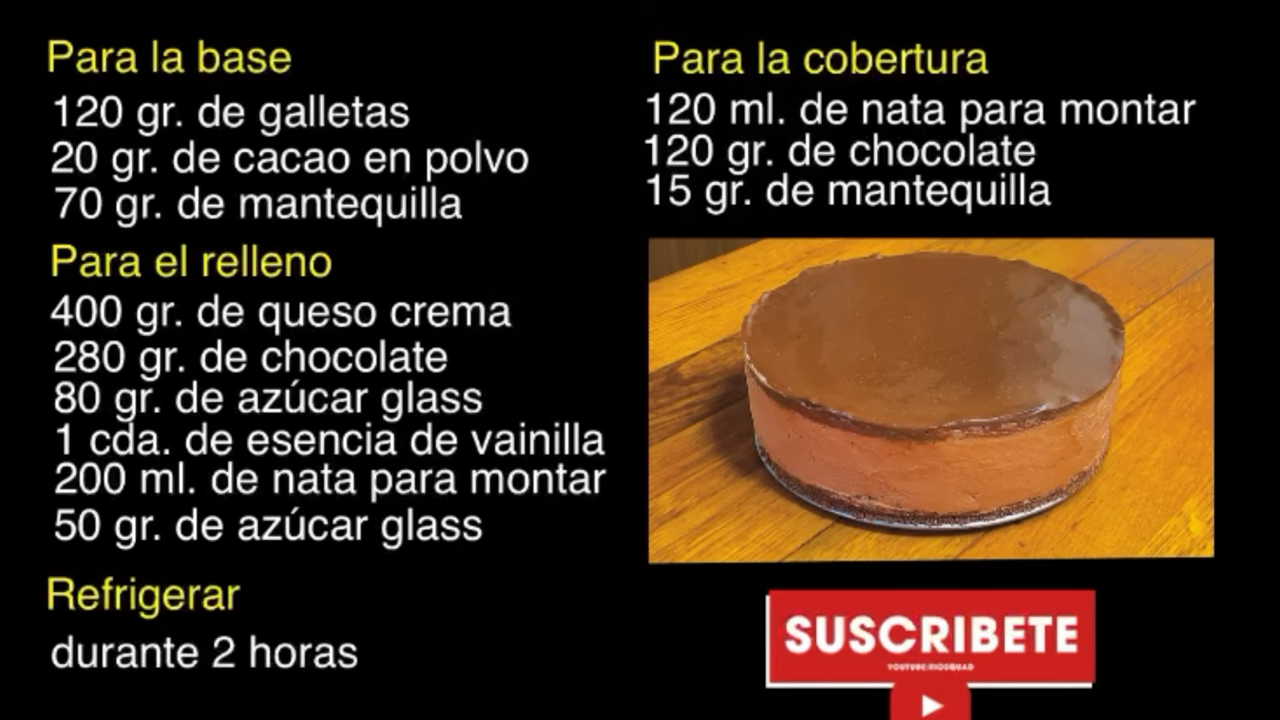 Para la base
120 gr. de galletas
20 gr. de cacao en polvo
70 gr. de mantequilla
Para el relleno
400 gr. de queso crema
280 gr. de chocolate
80 gr. de azúcar glass
1 cda. de esencia de vainilla
200 ml. de nata para montar
50 gr. de azúcar glass
Refrigerar
durante 2 horas
Para la cobertura
120 ml. de nata para montar
120 gr. de chocolate
15 gr. de mantequilla
SUSCRIBETE